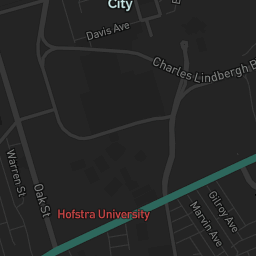 City
Davis Ave
E
Charles Lindbergh B
Warren St
Oak St
Hofstra University
Gilroy Ave
Marvin Ave